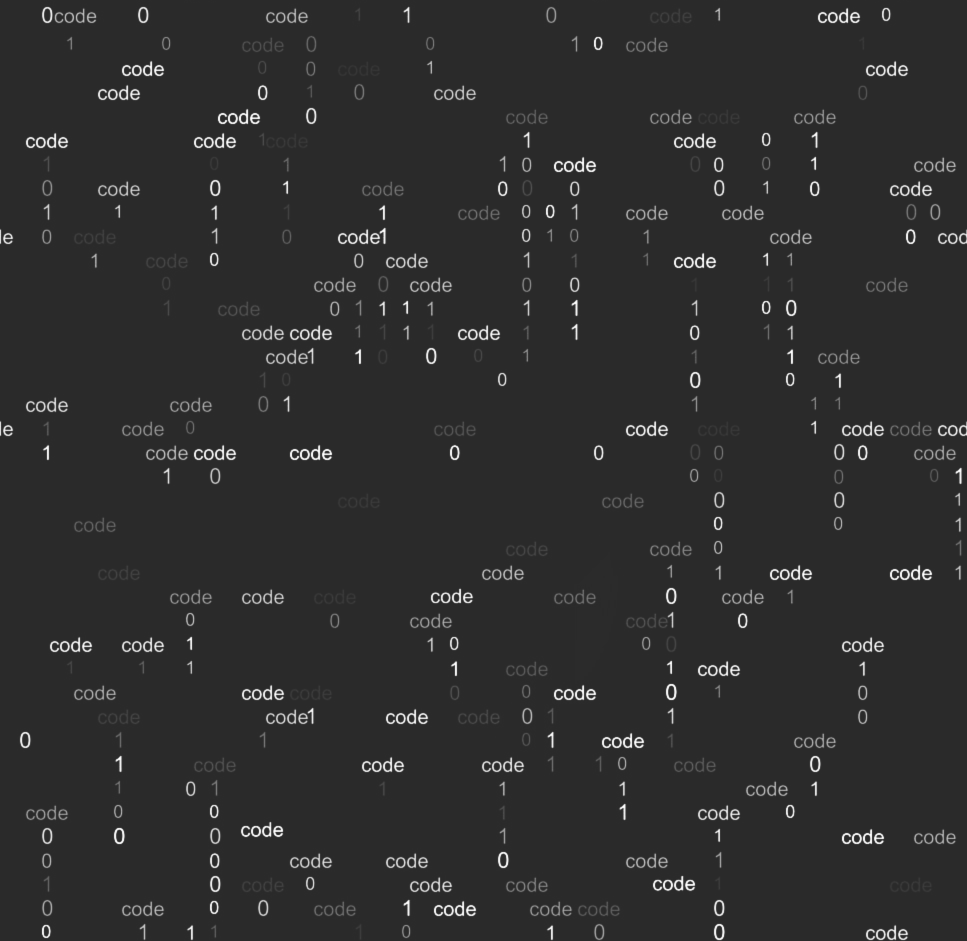 0code 0 code 1 1 0 code 1 code 0
1 0 code 0 0 1 0 code 1
code 0 0 code 1 code
code 0 1 0 code 0
code 0 code code code code
code code 1code 1 code 0 1
1 0 1 1 0 code 0 0 0 1 code
0 code 0 1 code 0 0 0 0 1 0 code
1 1 1 1 1 code 0 0 1 code code 0 0
le 0 code 1 0 code1 0 1 0 1 code 0 cod
1 code 0 0 code 1 1 1 code 1 1
0 code 0 code 0 0 1 1 1 code
1 code 0 1 1 1 1 1 1 1 0 0
code code 1 1 1 1 code 1 1 0 1 1
code1 1 0 0 0 1 1 1 code
1 0 0 0 0 1
code code 0 1 1 1 1
le 1 code 0 code code code 1 code code cod
1 code code code 0 0 0 0 0 0 code
1 0 0 0 0 0 1
code code 0 0 1
code 0 0 1
code code 0 1
code code 1 1 code code 1
code code code code code 0 code 1
0 0 code code1 0
code code 1 1 0 0 0 code
1 1 1 1 code 1 code 1
code code code 0 0 code 0 1 0
code code1 code code 0 1 1 0
0 1 1 0 1 code 1 code
1 code code code 1 1 0 code 0
1 0 1 1 1 1 code 1
code 0 0 1 1 code 0
0 0 0 code 1 1 code code
0 0 code code 0 code 1
1 0 code 0 code code code 1 code
0 code 0 0 code 1 code code code 0
0 1 1 1 1 0 1 0 0 code